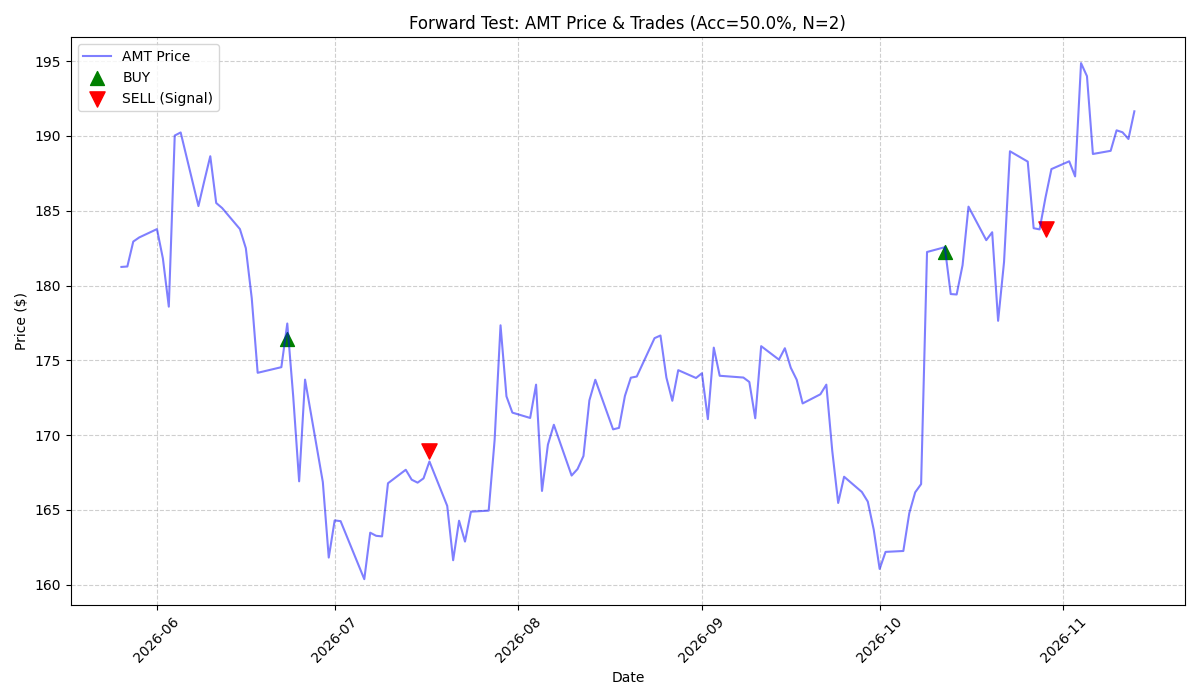 Forward Test: AMT Price & Trades (Acc=50.0%, N=2)
AMT Price
BUY
SELL (Signal)
195
190
185
180
175
170
165
160
Price ($)
2026-06
2026-07
2026-08
2026-09
2026-10
2026-11
Date